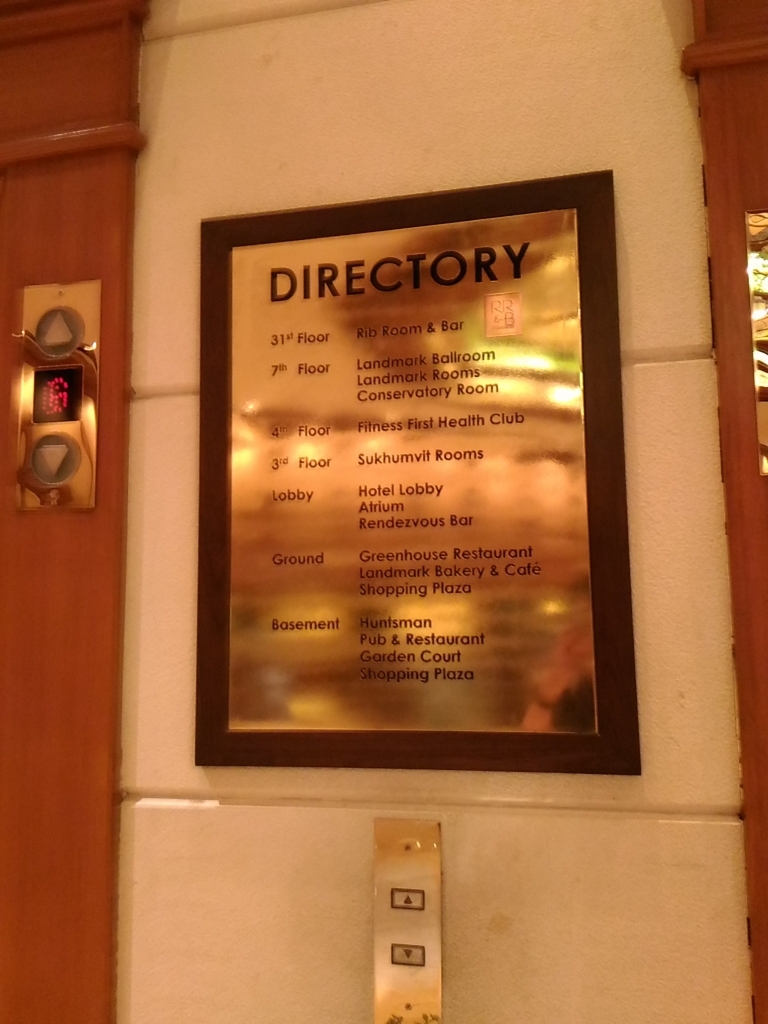 DIRECTORY
RR
&B
31st Floor Rib Room & Bar
7th Floor Landmark Ballroom
Landmark Rooms
Conservatory Room
4th Floor Fitness First Health Club
3rd Floor Sukhumvit Rooms
Lobby Hotel Lobby
Atrium
Rendezvous Bar
Ground Greenhouse Restaurant
Landmark Bakery & Café
Shopping Plaza
Basement Huntsman
Pub & Restaurant
Garden Court
Shopping Plaza